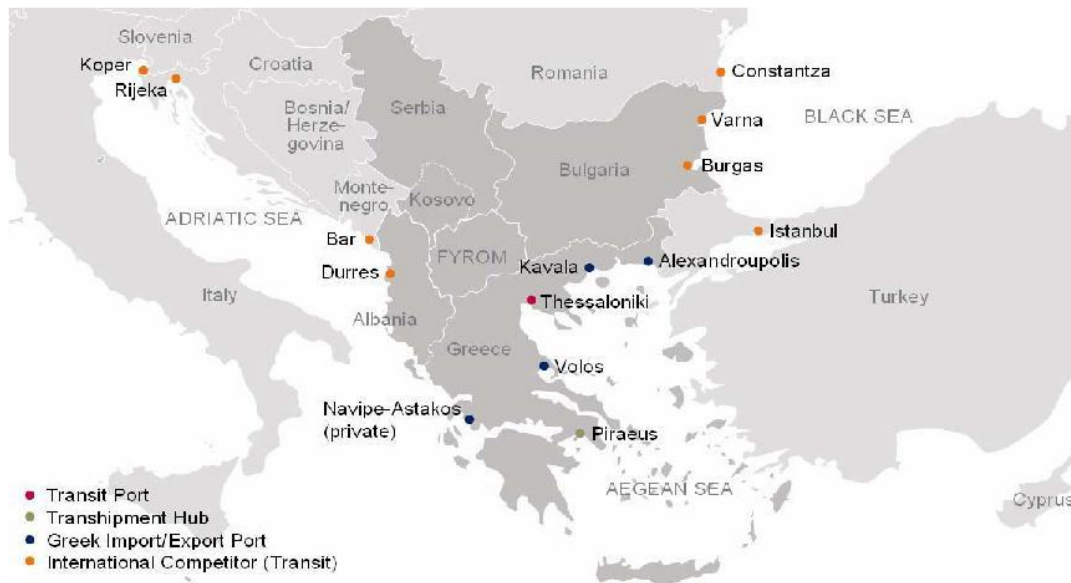 Slovenia
Koper
Croatia
Rijeka
Romania
Constantza
Bosnia/
Herze-
govina
Serbia
Varna
BLACK SEA
Bulgaria
Burgas
Monte-
negro
Kosovo
ADRIATIC SEA
Istanbul
Bar
FYROM
Alexandroupolis
Kavala
Durres
Italy
Thessaloniki
Turkey
Albania
Greece
Volos
Navipe-Astakos
(private)
Piraeus
AEGEAN SEA
Cyprus
Transit Port
Transhipment Hub
Greek Import/Export Port
International Competitor (Transit)